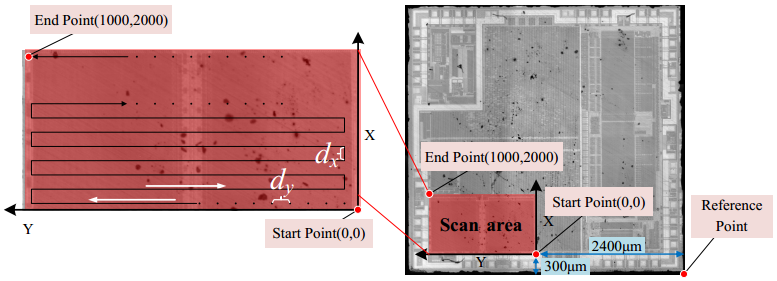 End Point(1000,2000)
X
dx
dy
Y
Start Point(0,0)
End Point(1000,2000)
Start Point(0,0)
Reference
Point
Scan area
X
2400μm
Y
300μm